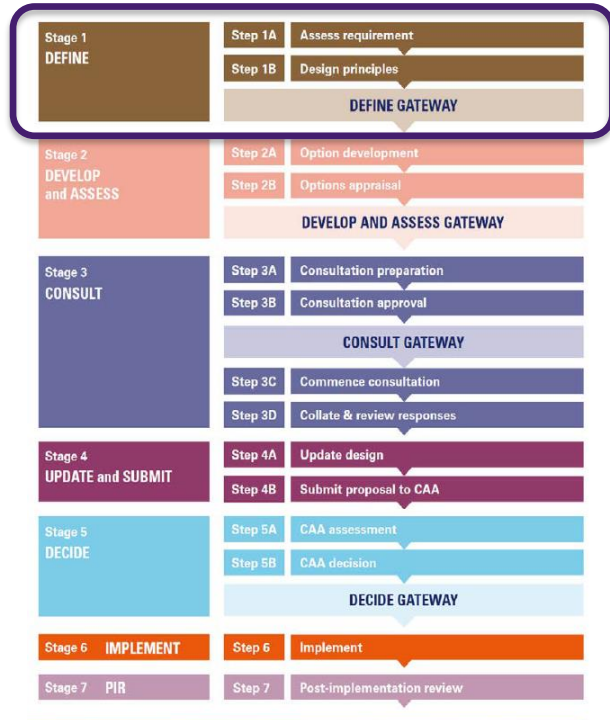 Stage 1
DEFINE
Step 1A Assess requirement
Step 1B Design principles
DEFINE GATEWAY
Stage 2
DEVELOP
and ASSESS
Step 2A Option development
Step 2B Options appraisal
DEVELOP AND ASSESS GATEWAY
Stage 3
CONSULT
Step 3A Consultation preparation
Step 3B Consultation approval
CONSULT GATEWAY
Step 3C Commence consultation
Step 3D Collate & review responses
Stage 4
UPDATE and SUBMIT
Step 4A Update design
Step 4B Submit proposal to CAA
Stage 5
DECIDE
Step 5A CAA assessment
Step 5B CAA decision
DECIDE GATEWAY
Stage 6 IMPLEMENT Step 6 Implement
Stage 7 PIR Step 7 Post-implementation review